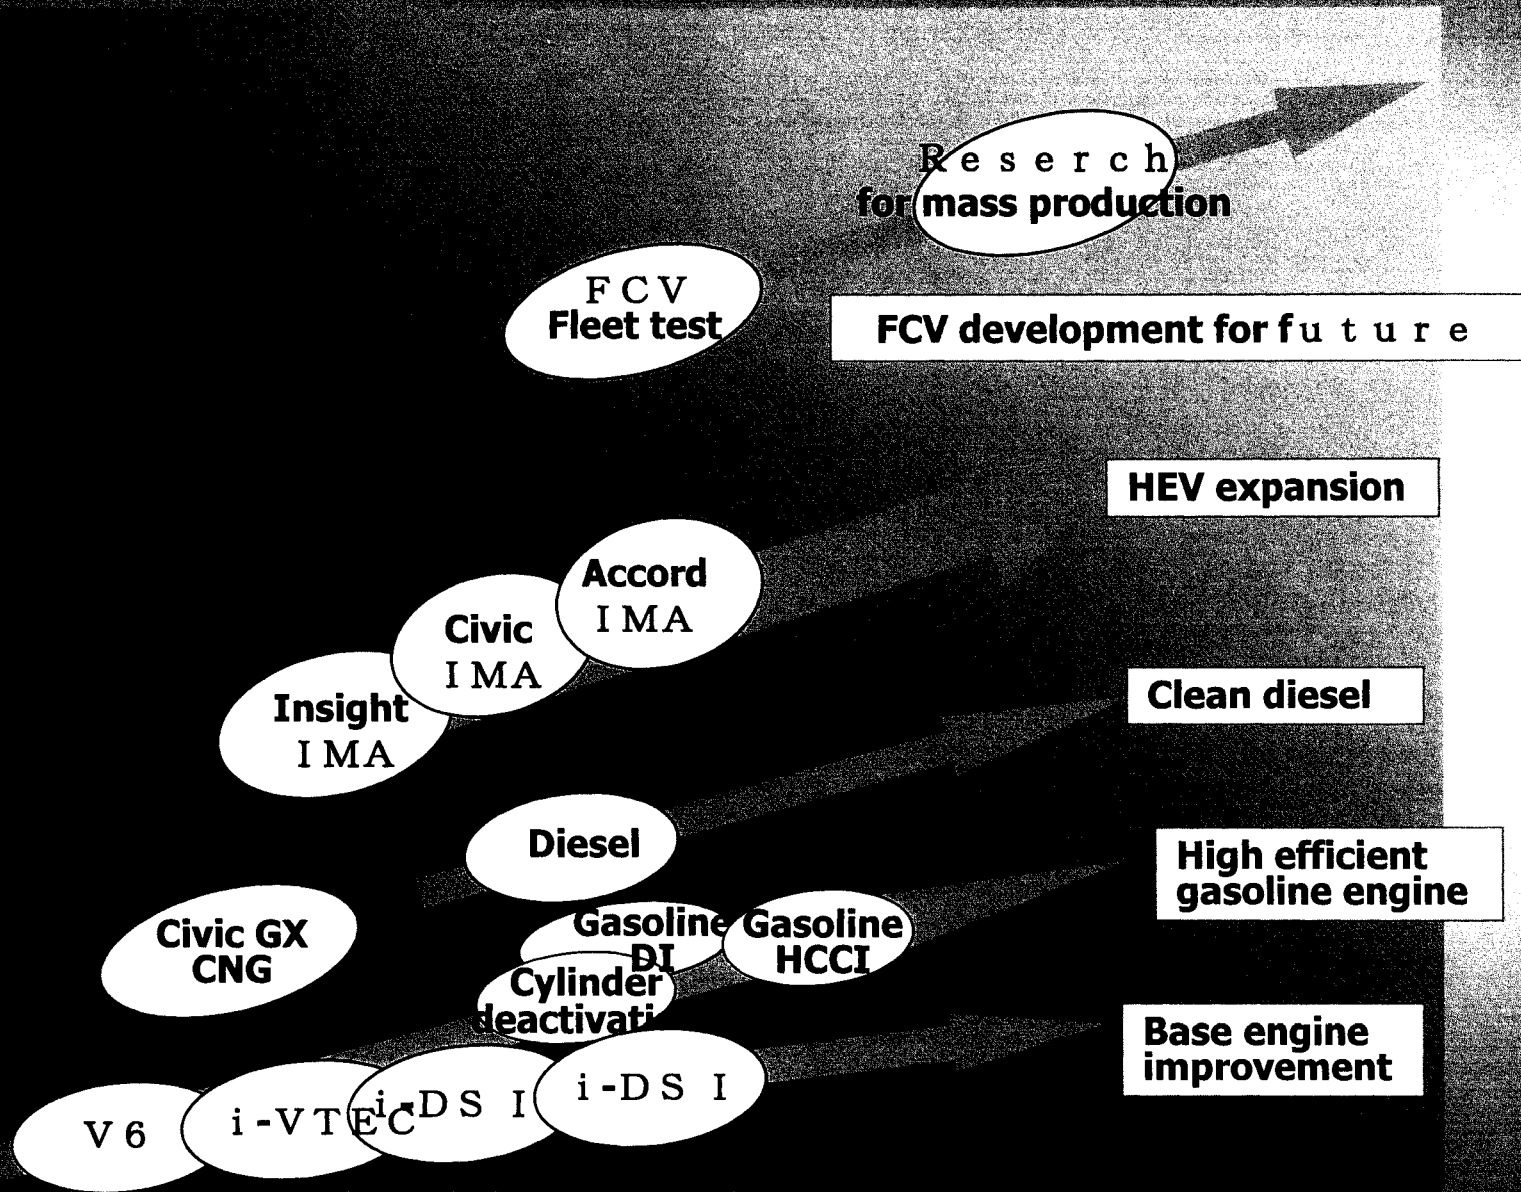 Reserch
for mass production
FCV
Fleet test
FCV development for future
HEV expansion
Accord
IMA
Civic
IMA
Insight
IMA
Clean diesel
Diesel
High efficient
gasoline engine
Civic GX
CNG
Gasoline
DI
Gasoline
HCCI
Cylinder
deactivati
Base engine
improvement
i-DSI
i-DSI
i-VTEC
V6